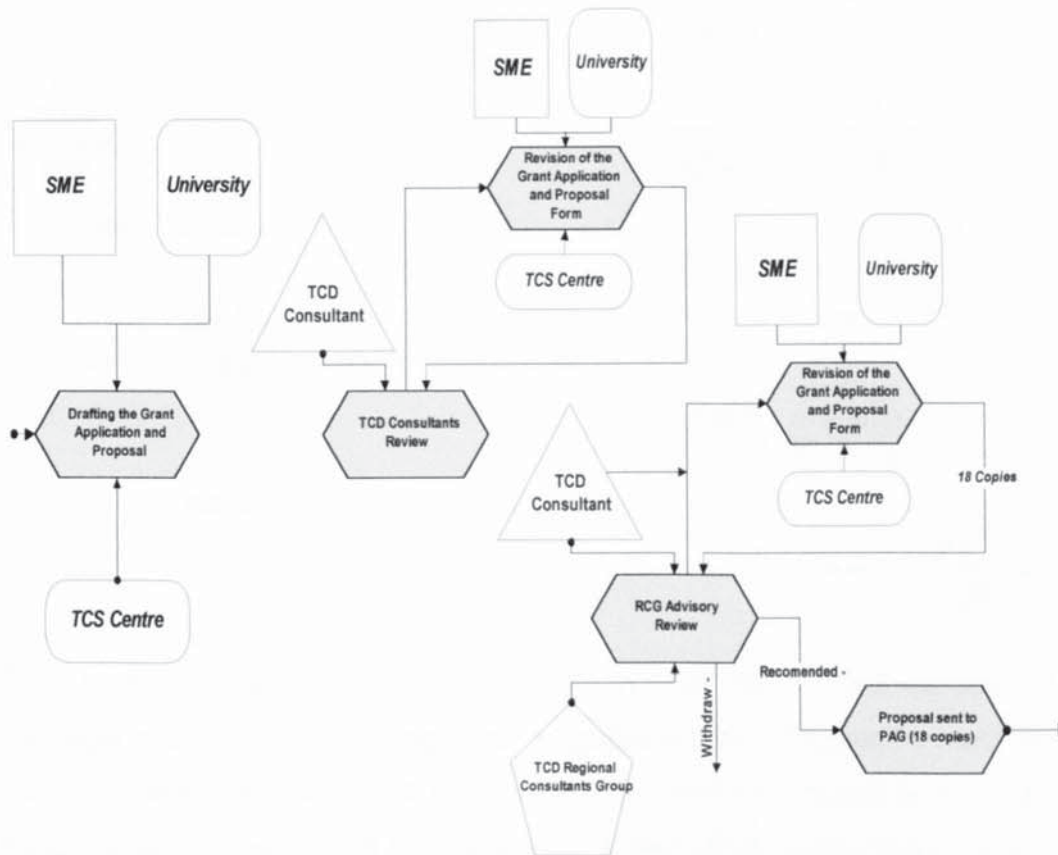 SME
University
SME
University
Revision of the
Grant Application
and Proposal
Form
TCS Centre
TCD
Consultant
TCD Consultants
Review
Drafting the Grant
Application and
Proposal
TCS Centre
SME
University
Revision of the
Grant Application
and Proposal
Form
TCS Centre
18 Copies
TCD
Consultant
RCG Advisory
Review
Recomended -
Withdraw -
Proposal sent to
PAG (18 copies)
TCD Regional
Consultants Group